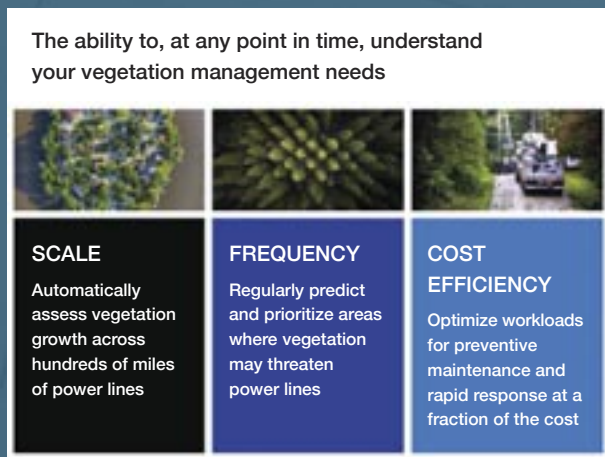 The ability to, at any point in time, understand
your vegetation management needs
SCALE
Automatically
assess vegetation
growth across
hundreds of miles
of power lines
FREQUENCY
Regularly predict
and prioritize areas
where vegetation
may threaten
power lines
COST
EFFICIENCY
Optimize workloads
for preventive
maintenance and
rapid response at a
fraction of the cost